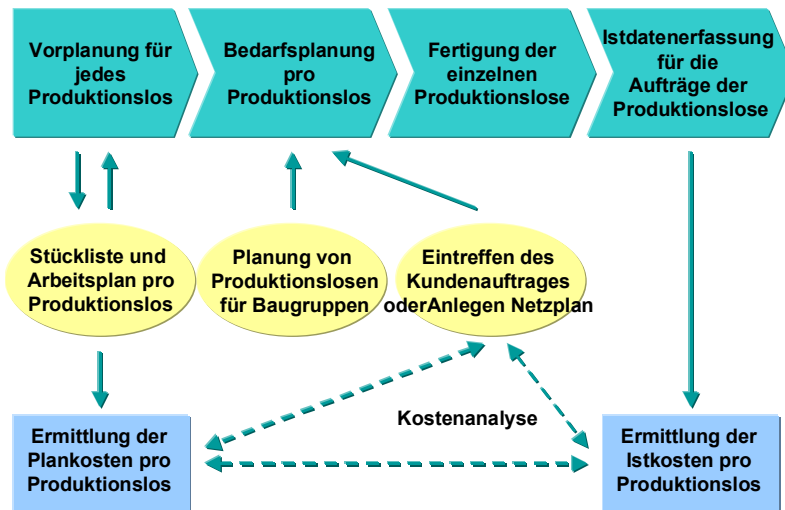 Vorplanung für
jedes
Produktionslos
Bedarfsplanung
pro
Produktionslos
Fertigung der
einzelnen
Produktionslose
Istdatenerfassung
für die
Aufträge der
Produktionslose
Stückliste und
Arbeitsplan pro
Produktionslos
Planung von
Produktionslosen
für Baugruppen
Eintreffen des
Kundenauftrages
oderAnlegen Netzplan
Kostenanalyse
Ermittlung der
Plankosten pro
Produktionslos
Ermittlung der
Istkosten pro
Produktionslos